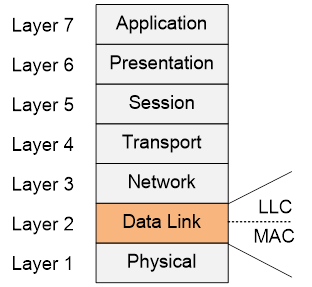 Layer 7 Application
Layer 6 Presentation
Layer 5 Session
Layer 4 Transport
Layer 3 Network
LLC
Layer 2 Data Link
MAC
Layer 1 Physical